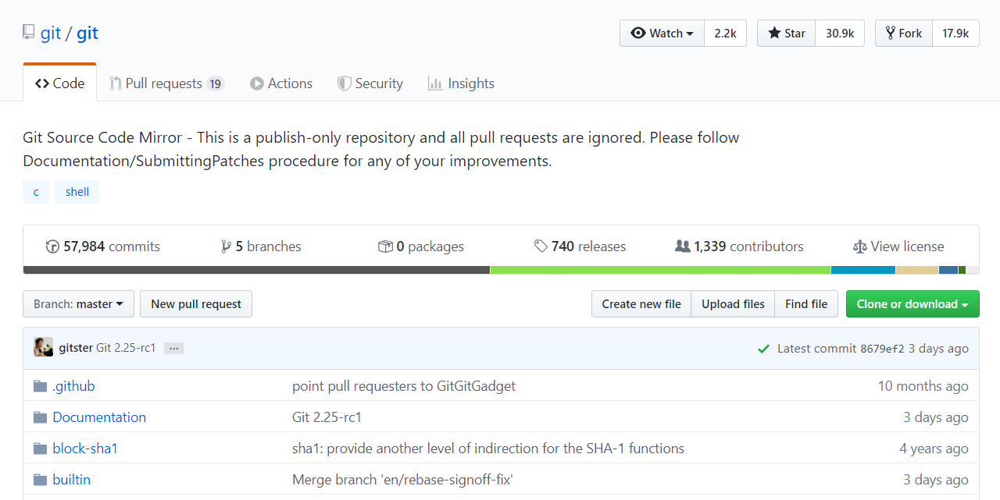 git / git Watch 2.2k Star 30.9k Fork 17.9k
Code Pull requests 19 Actions Security Insights
Git Source Code Mirror - This is a publish-only repository and all pull requests are ignored. Please follow
Documentation/SubmittingPatches procedure for any of your improvements.
c shell
57,984 commits 5 branches 0 packages 740 releases 1,339 contributors View license
Branch: master New pull request Create new file Upload files Find file Clone or download
gitster Git 2.25-rc1 ... Latest commit 8679ef2 3 days ago
.github point pull requesters to GitGitGadget 10 months ago
Documentation Git 2.25-rc1 3 days ago
block-sha1 sha1: provide another level of indirection for the SHA-1 functions 4 years ago
builtin Merge branch 'en/rebase-signoff-fix' 3 days ago